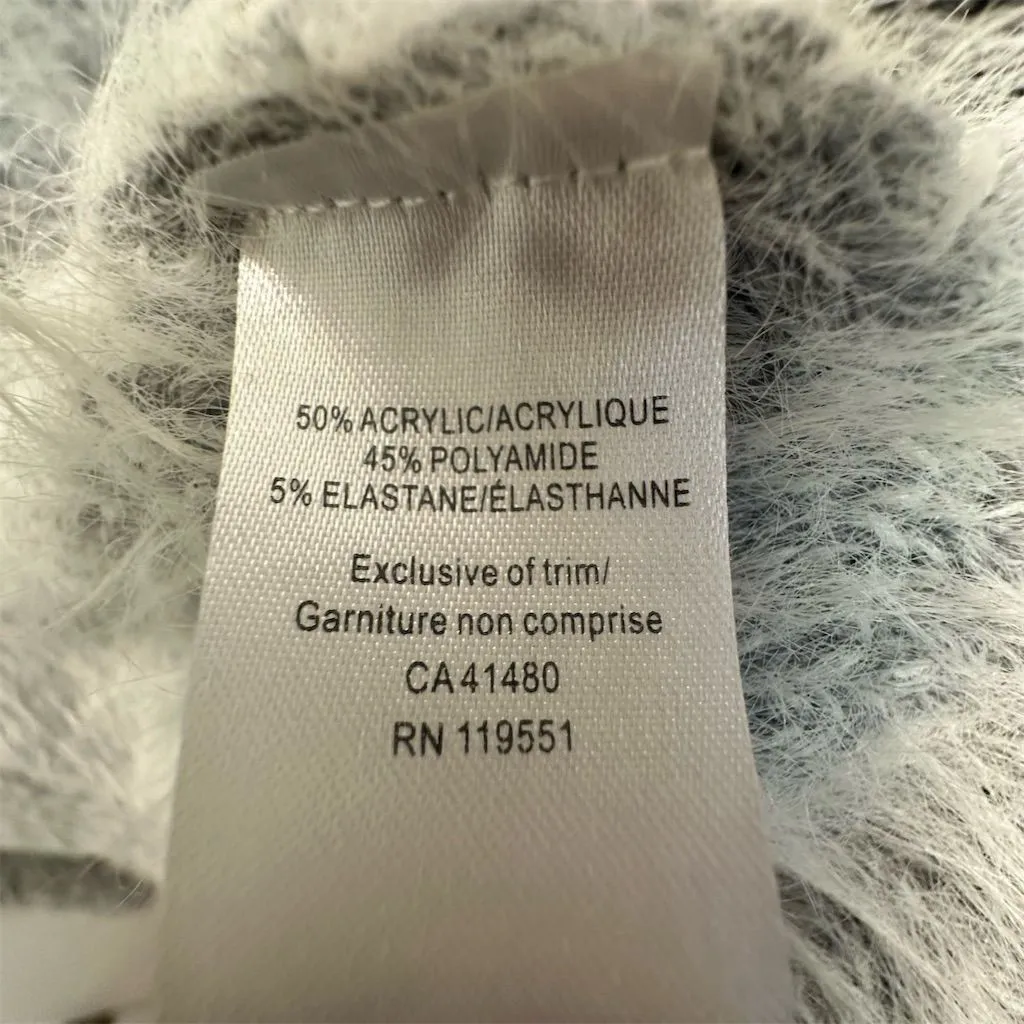 50% ACRYLIC/ACRYLIQUE
45% POLYAMIDE
5% ELASTANE/ÉLASTHANNE
Exclusive of trim/
Garniture non comprise
CA 41480
RN 119551